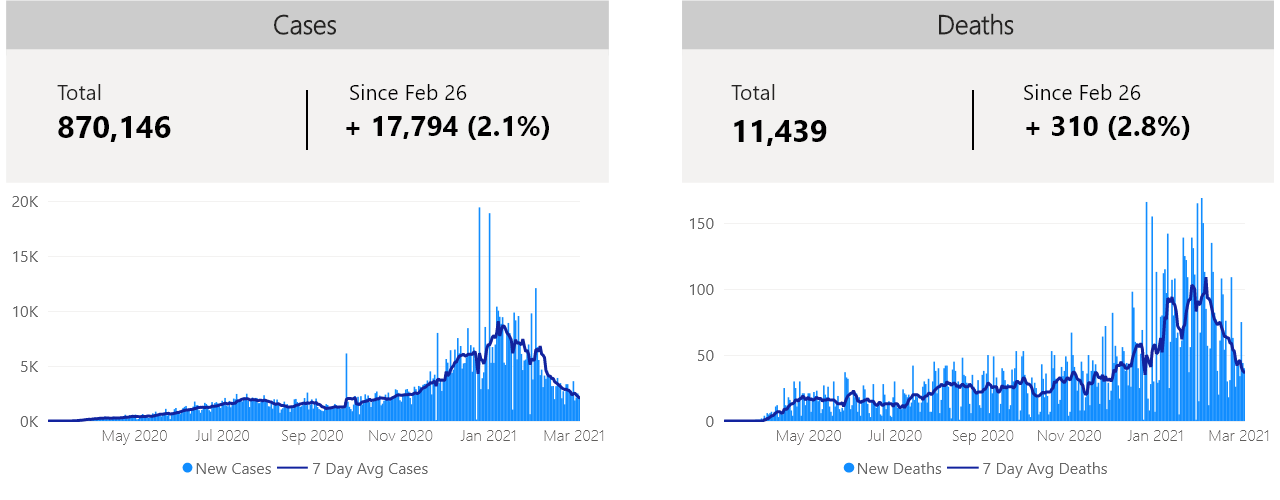 Cases
Total
870,146
Since Feb 26
+ 17,794 (2.1%)
20K
15K
10K
5K
0K
May 2020 Jul 2020 Sep 2020 Nov 2020 Jan 2021 Mar 2021
New Cases 7 Day Avg Cases
Deaths
Total
11,439
Since Feb 26
+ 310 (2.8%)
150
100
50
0
May 2020 Jul 2020 Sep 2020 Nov 2020 Jan 2021 Mar 2021
New Deaths 7 Day Avg Deaths